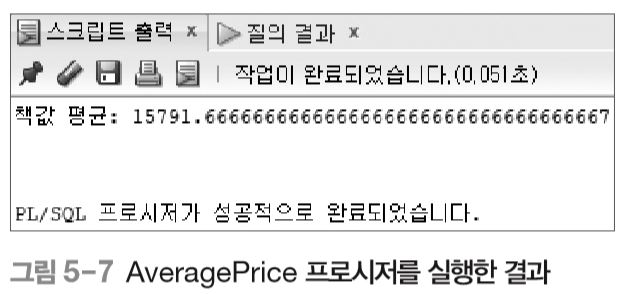 스크립트 출력 × 질의 결과 ×
작업이 완료되었습니다.(0,051초)
책값 평균: 15791.6666666666666666666666666666666667
PL/SQL 프로시저가 성공적으로 완료되었습니다.
그림 5-7 AveragePrice 프로시저를 실행한 결과